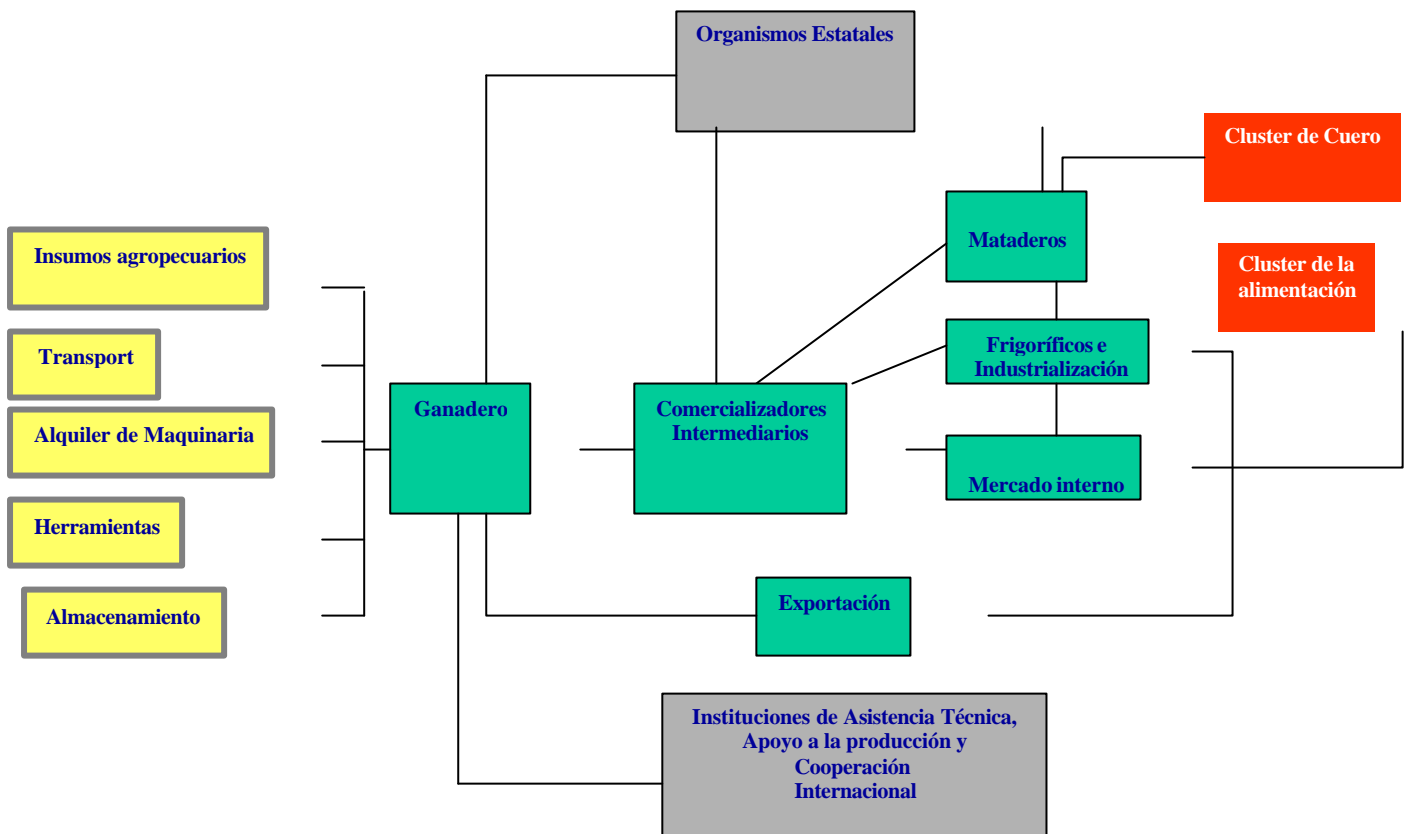 Organismos Estatales
Cluster de Cuero
Mataderos
Insumos agropecuarios
Cluster de la
alimentación
Transport
Frigoríficos e
Industrialización
Ganadero
Comercializadores
Intermediarios
Alquiler de Maquinaria
Mercado interno
Herramientas
Exportación
Almacenamiento
Instituciones de Asistencia Técnica,
Apoyo a la producción y
Cooperación
Internacional